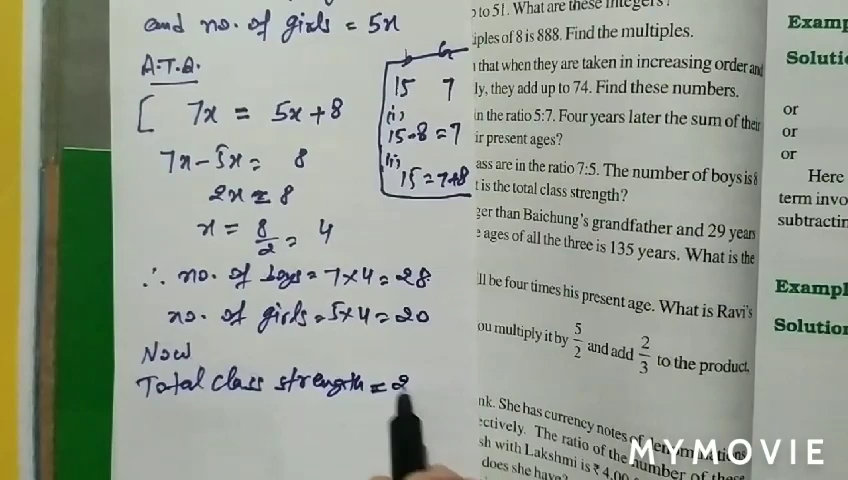 and no. of girls = 5x
A.T.Q.
[ 7x = 5x+8
7x-5x = 8
2x = 8
x = 8/2 = 4
∴ no. of boys = 7×4 = 28
no. of girls = 5×4 = 20
Now
Total class strength = 2
b G
15 7
(i)
15-8 = 7
(ii)
15 = 7+8
to 51. What are these integers?
iples of 8 is 888. Find the multiples.
that when they are taken in increasing order and
ly, they add up to 74. Find these numbers.
in the ratio 5:7. Four years later the sum of their
ir present ages?
ass are in the ratio 7:5. The number of boys is 8
t is the total class strength?
ger than Baichung's grandfather and 29 years
e ages of all the three is 135 years. What is the
ll be four times his present age. What is Ravi's
ou multiply it by 5/2 and add 2/3 to the product,
nk. She has currency notes of denominations
ectively. The ratio of the number of these
sh with Lakshmi is ₹ 4,00
does she have?
Examp
Solutio
or
or
or
Here
term invo
subtractin
Exampl
Solution
MYMOVIE